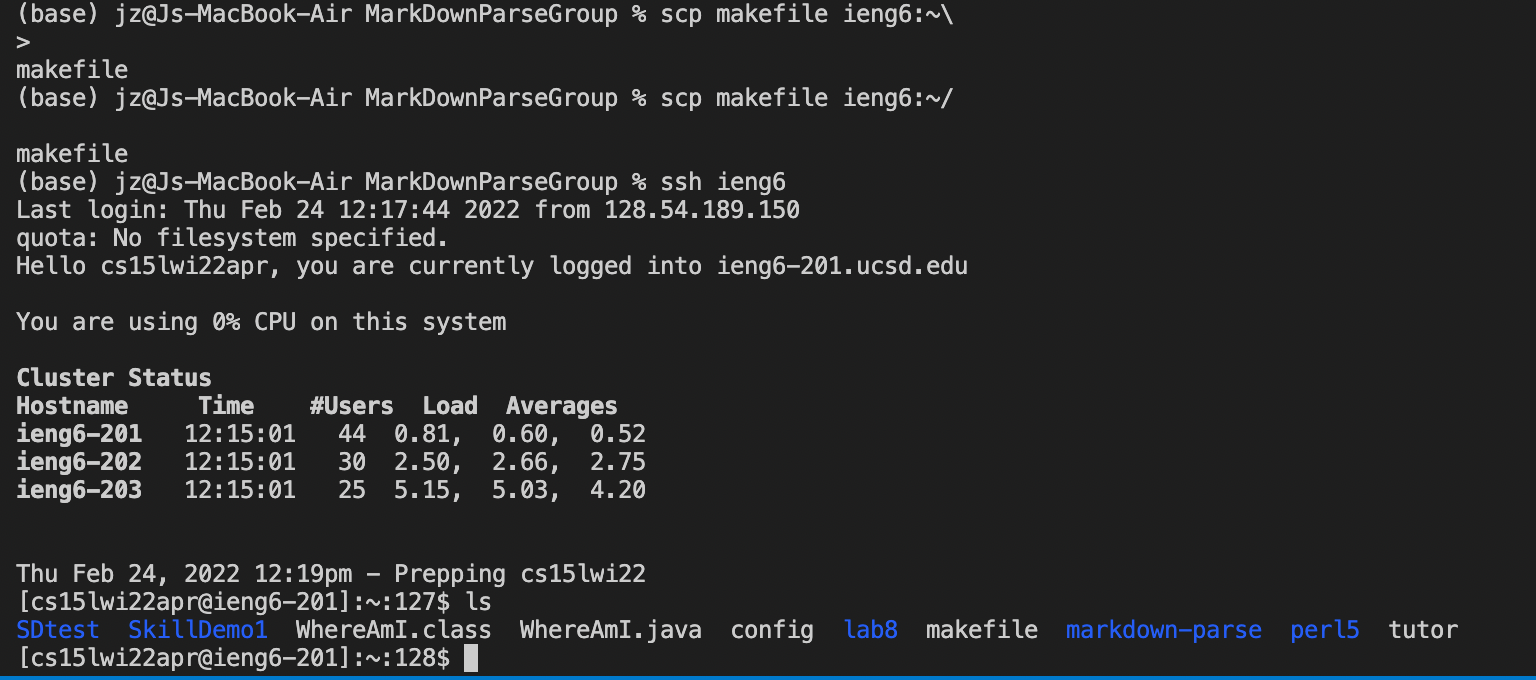 (base) jz@Js-MacBook-Air MarkDownParseGroup % scp makefile ieng6:~\
>
makefile
(base) jz@Js-MacBook-Air MarkDownParseGroup % scp makefile ieng6:~/
makefile
(base) jz@Js-MacBook-Air MarkDownParseGroup % ssh ieng6
Last login: Thu Feb 24 12:17:44 2022 from 128.54.189.150
quota: No filesystem specified.
Hello cs15lwi22apr, you are currently logged into ieng6-201.ucsd.edu
You are using 0% CPU on this system
Cluster Status
Hostname     Time    #Users  Load  Averages
ieng6-201   12:15:01   44  0.81,  0.60,  0.52
ieng6-202   12:15:01   30  2.50,  2.66,  2.75
ieng6-203   12:15:01   25  5.15,  5.03,  4.20
Thu Feb 24, 2022 12:19pm - Prepping cs15lwi22
[cs15lwi22apr@ieng6-201]:~:127$ ls
SDtest  SkillDemo1  WhereAmI.class  WhereAmI.java  config  lab8  makefile  markdown-parse  perl5  tutor
[cs15lwi22apr@ieng6-201]:~:128$